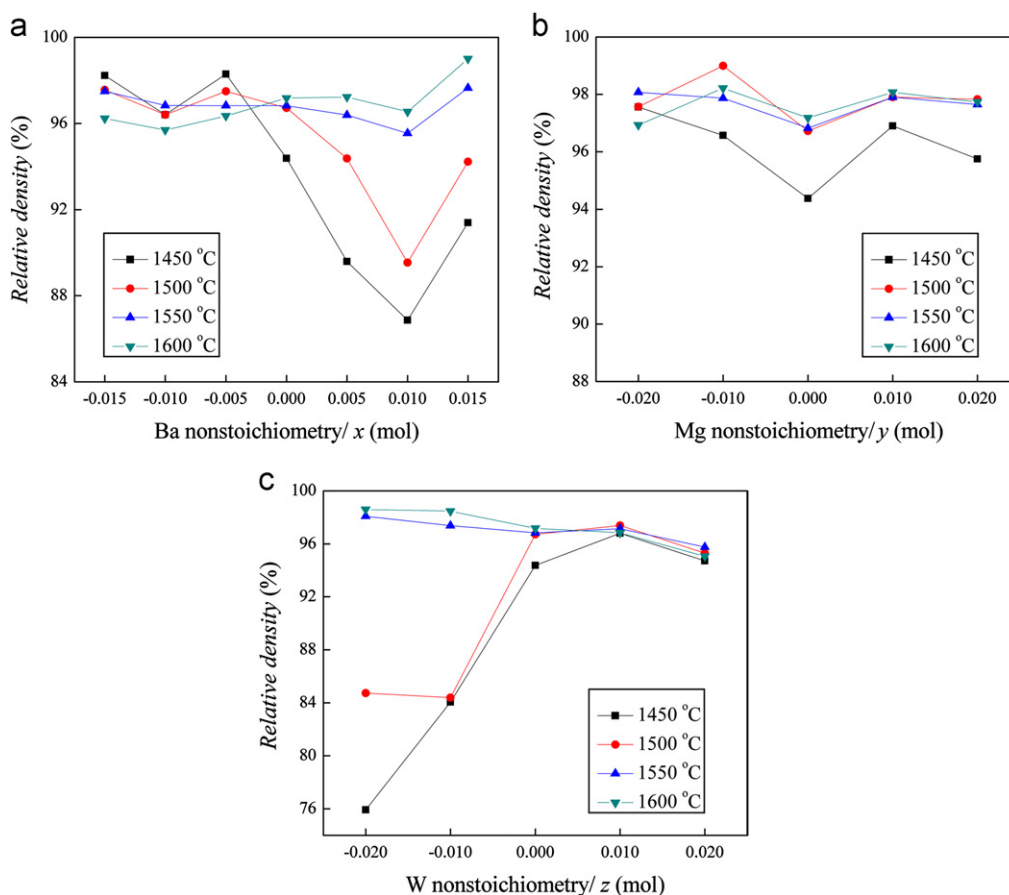 a
100
96
92
88
84
Relative density (%)
1450 °C
1500 °C
1550 °C
1600 °C
-0.015 -0.010 -0.005 0.000 0.005 0.010 0.015
Ba nonstoichiometry/ x (mol)
b
100
98
96
94
92
90
88
Relative density (%)
1450 °C
1500 °C
1550 °C
1600 °C
-0.020 -0.010 0.000 0.010 0.020
Mg nonstoichiometry/ y (mol)
c
100
96
92
88
84
80
76
Relative density (%)
1450 °C
1500 °C
1550 °C
1600 °C
-0.020 -0.010 0.000 0.010 0.020
W nonstoichiometry/ z (mol)